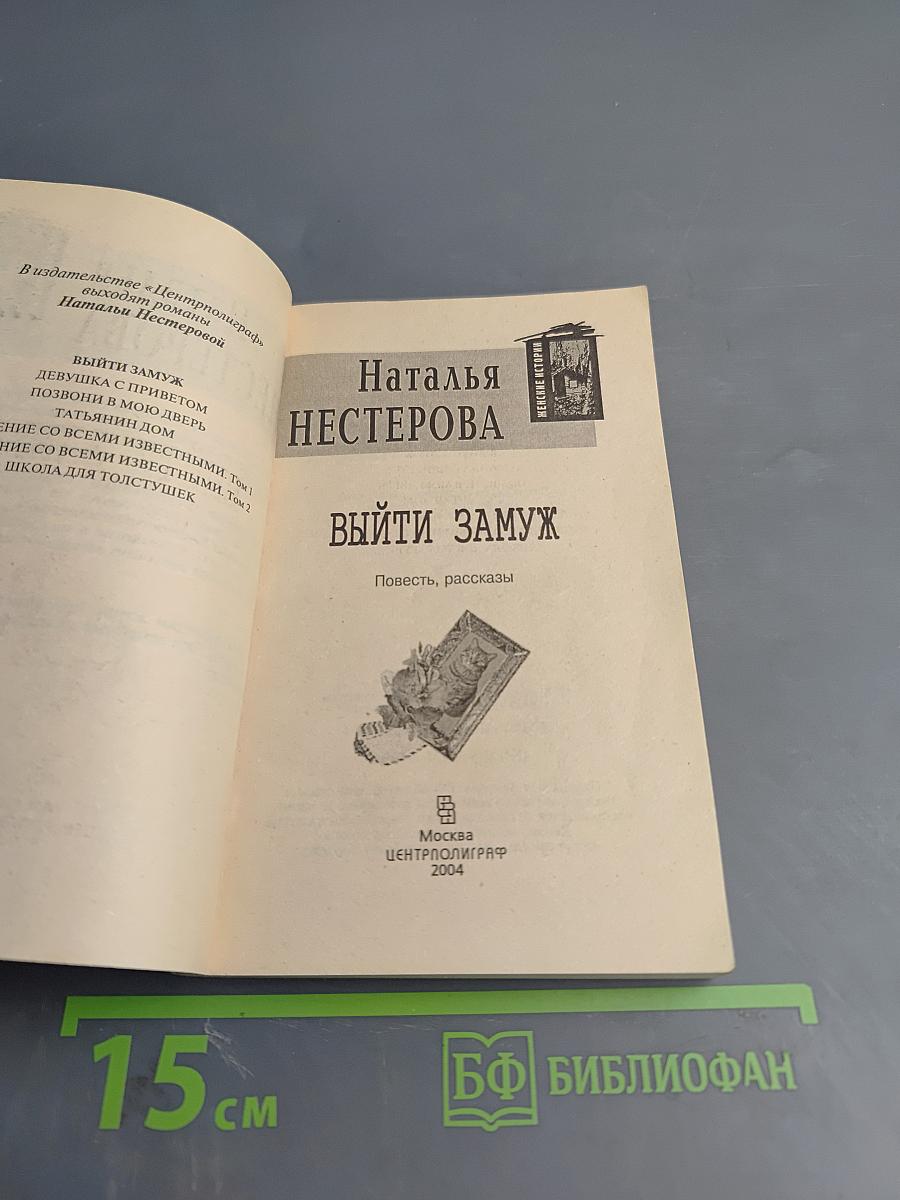 В издательстве «Центрполиграф»
выходят романы
Натальи Нестеровой
ВЫЙТИ ЗАМУЖ
ДЕВУШКА С ПРИВЕТОМ
ПОЗВОНИ В МОЮ ДВЕРЬ
ТАТЬЯНИН ДОМ
СО ВСЕМИ ИЗВЕСТНЫМИ. Том 1
СО ВСЕМИ ИЗВЕСТНЫМИ. Том 2
ШКОЛА ДЛЯ ТОЛСТУШЕК
Наталья
НЕСТЕРОВА
ЖЕНСКИЕ ИСТОРИИ
ВЫЙТИ ЗАМУЖ
Повесть, рассказы
Москва
ЦЕНТРПОЛИГРАФ
2004
15 см
БФ БИБЛИОФАН